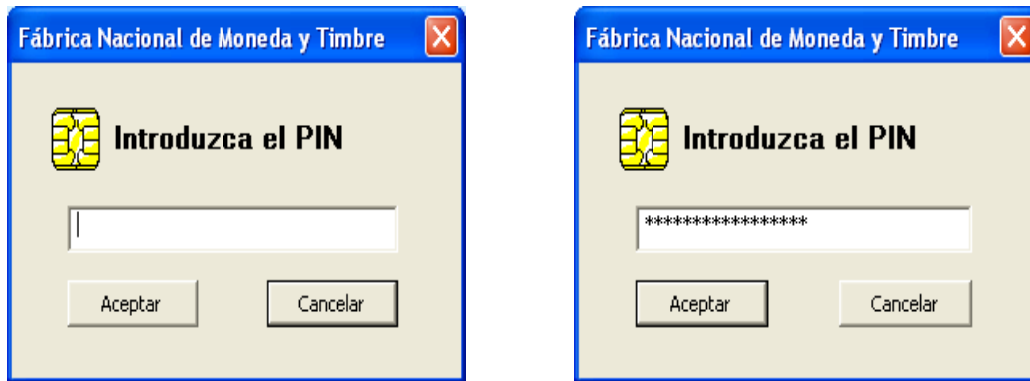 Fábrica Nacional de Moneda y Timbre
Introduzca el PIN
Aceptar Cancelar
Fábrica Nacional de Moneda y Timbre
Introduzca el PIN
*****************
Aceptar Cancelar